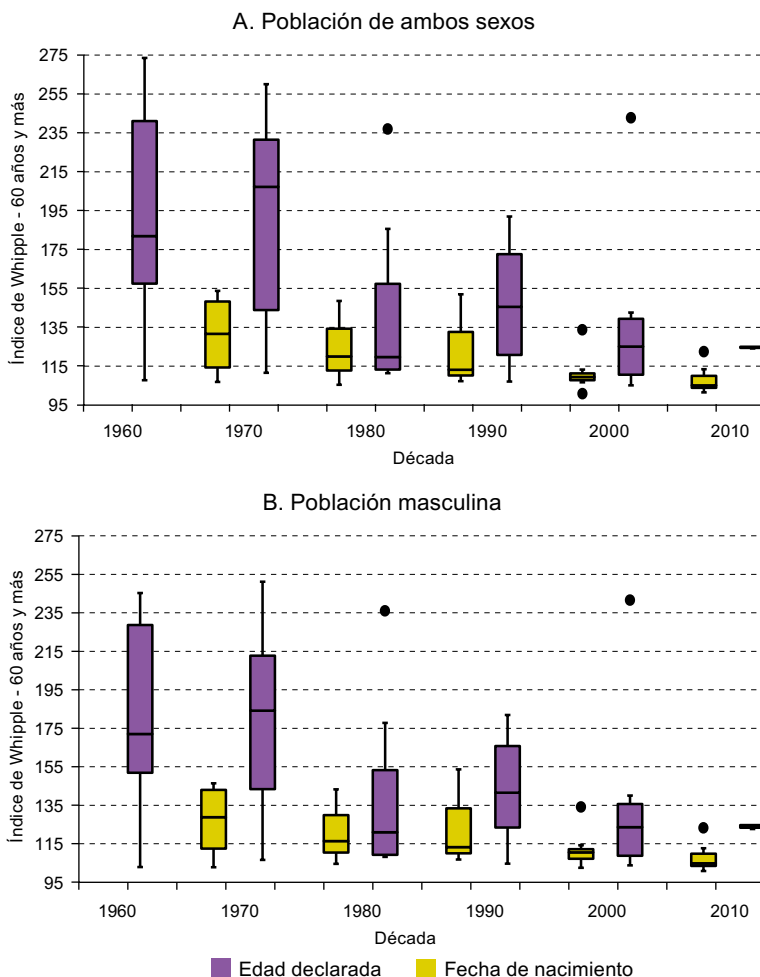 A. Población de ambos sexos
Índice de Whipple - 60 años y más
275
255
235
215
195
175
155
135
115
95
1960 1970 1980 1990 2000 2010
Década
B. Población masculina
Índice de Whipple - 60 años y más
275
255
235
215
195
175
155
135
115
95
1960 1970 1980 1990 2000 2010
Década
Edad declarada Fecha de nacimiento